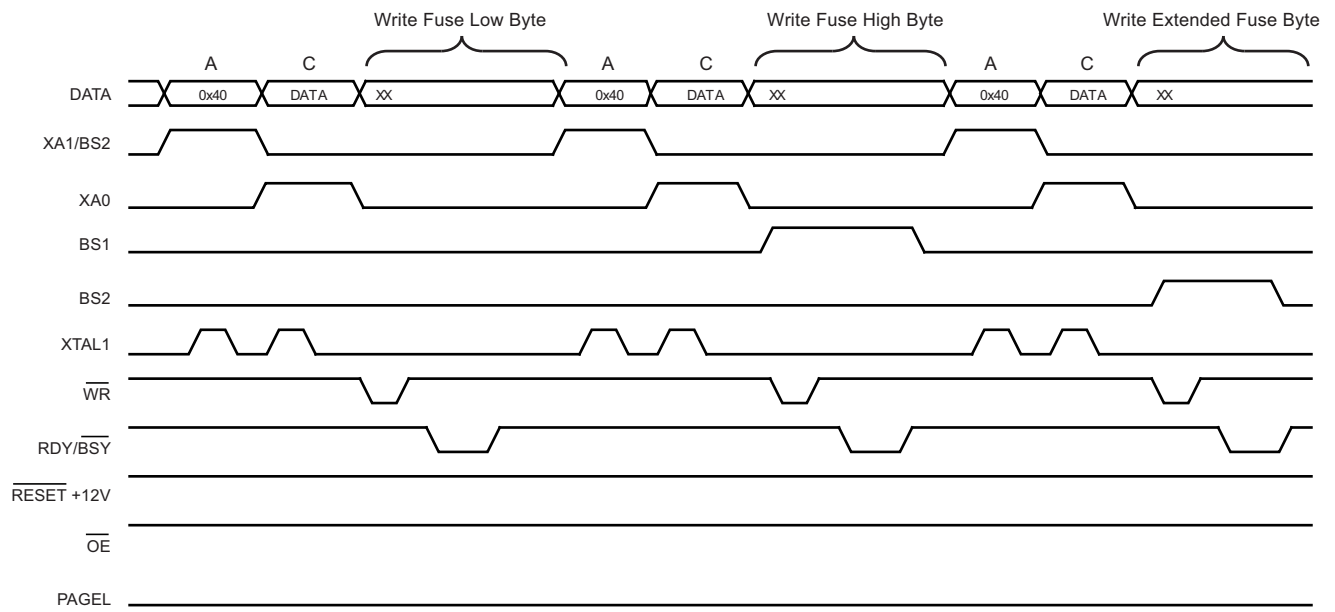 Write Fuse Low Byte Write Fuse High Byte Write Extended Fuse Byte
A C A C A C
DATA 0x40 DATA XX 0x40 DATA XX 0x40 DATA XX
XA1/BS2
XA0
BS1
BS2
XTAL1
WR
RDY/BSY
RESET +12V
OE
PAGEL